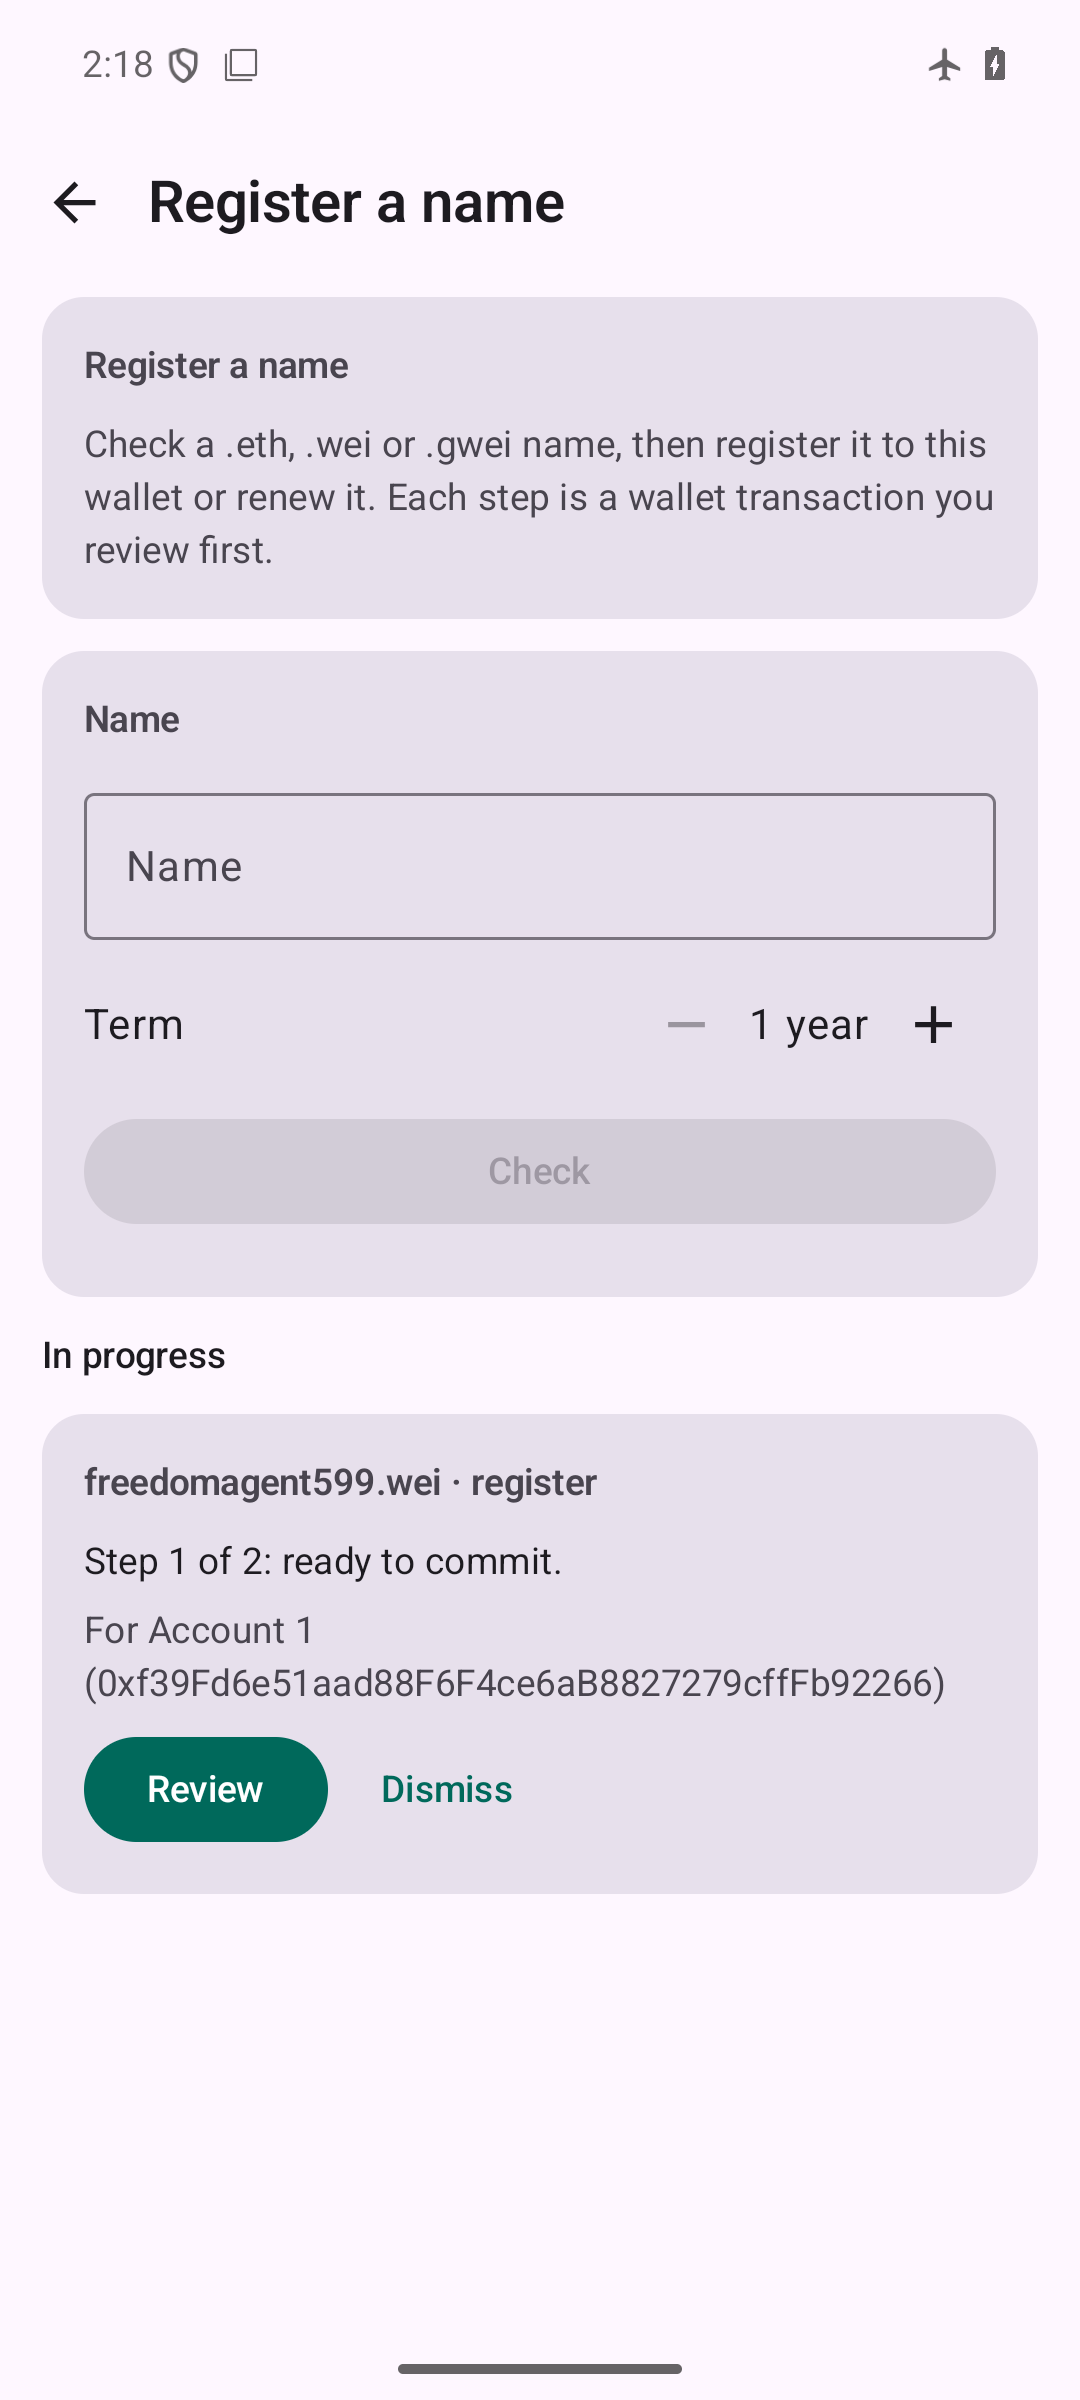 2:18
Register a name
Register a name
Check a .eth, .wei or .gwei name, then register it to this
wallet or renew it. Each step is a wallet transaction you
review first.
Name
Name
Term
1 year
Check
In progress
freedomagent599.wei · register
Step 1 of 2: ready to commit.
For Account 1
(0xf39Fd6e51aad88F6F4ce6aB8827279cffFb92266)
Review
Dismiss